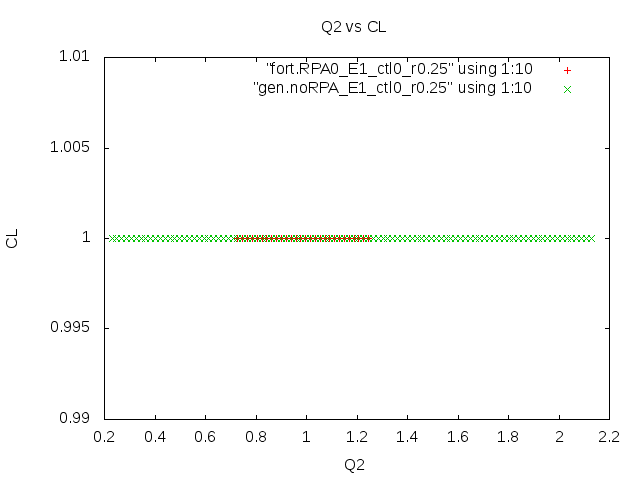 Q2 vs CL
"fort.RPA0_E1_ctl0_r0.25" using 1:10
"gen.noRPA_E1_ctl0_r0.25" using 1:10
1.01
1.005
1
0.995
0.99
CL
0.2 0.4 0.6 0.8 1 1.2 1.4 1.6 1.8 2 2.2
Q2